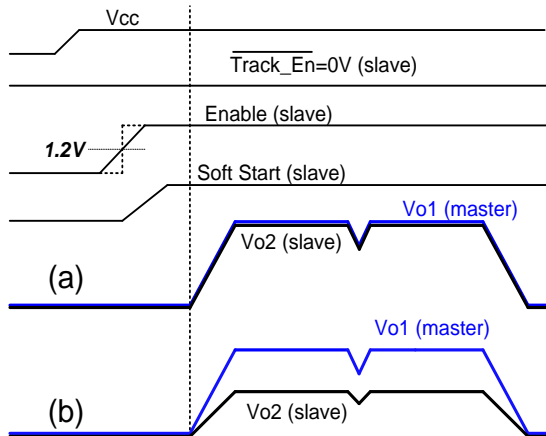 Vcc
Track_En=0V (slave)
Enable (slave)
1.2V
Soft Start (slave)
Vo1 (master)
Vo2 (slave)
(a)
Vo1 (master)
Vo2 (slave)
(b)